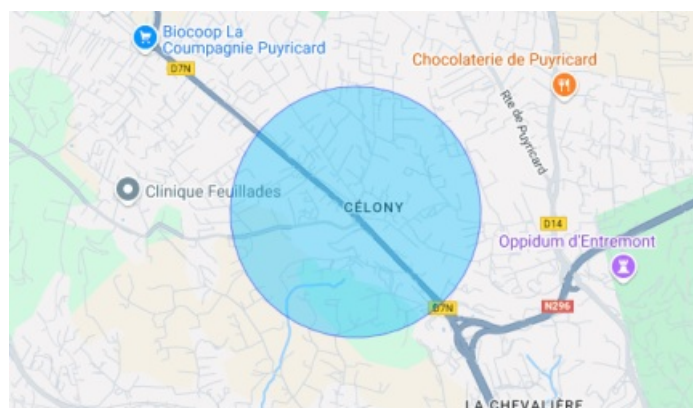 Biocoop La
Coumpagnie Puyricard
D7N
Chocolaterie de Puyricard
Rte de Puyricard
Clinique Feuillades
CÉLONY
D14
Oppidum d'Entremont
D7N
N296
LA CHEVALIÈRE